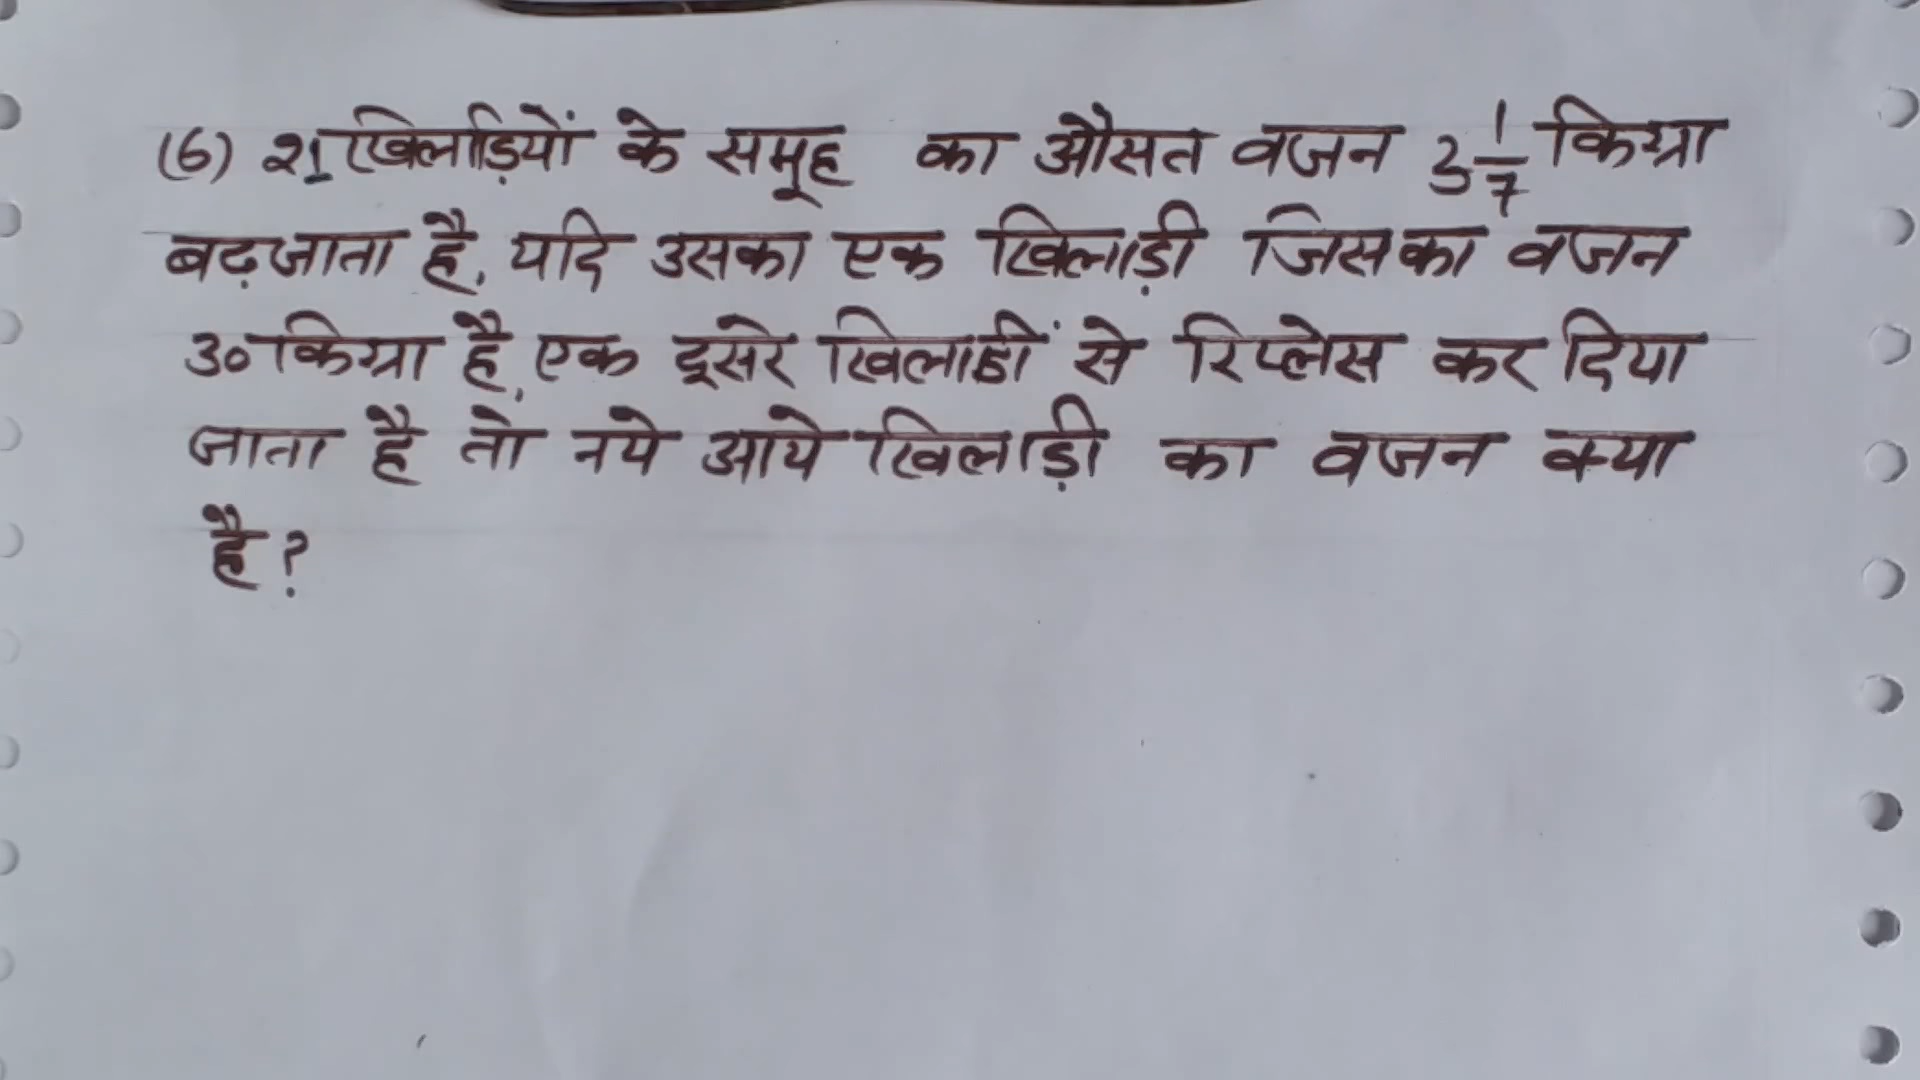 (6) 21 खिलाड़ियों के समूह का औसत वजन 3 1/7 किग्रा
बढ़ जाता है, यदि उसका एक खिलाड़ी जिसका वजन
30 किग्रा है, एक दूसरे खिलाडीं से रिप्लेस कर दिया
जाता है तो नये आये खिलाड़ी का वजन क्या
है?